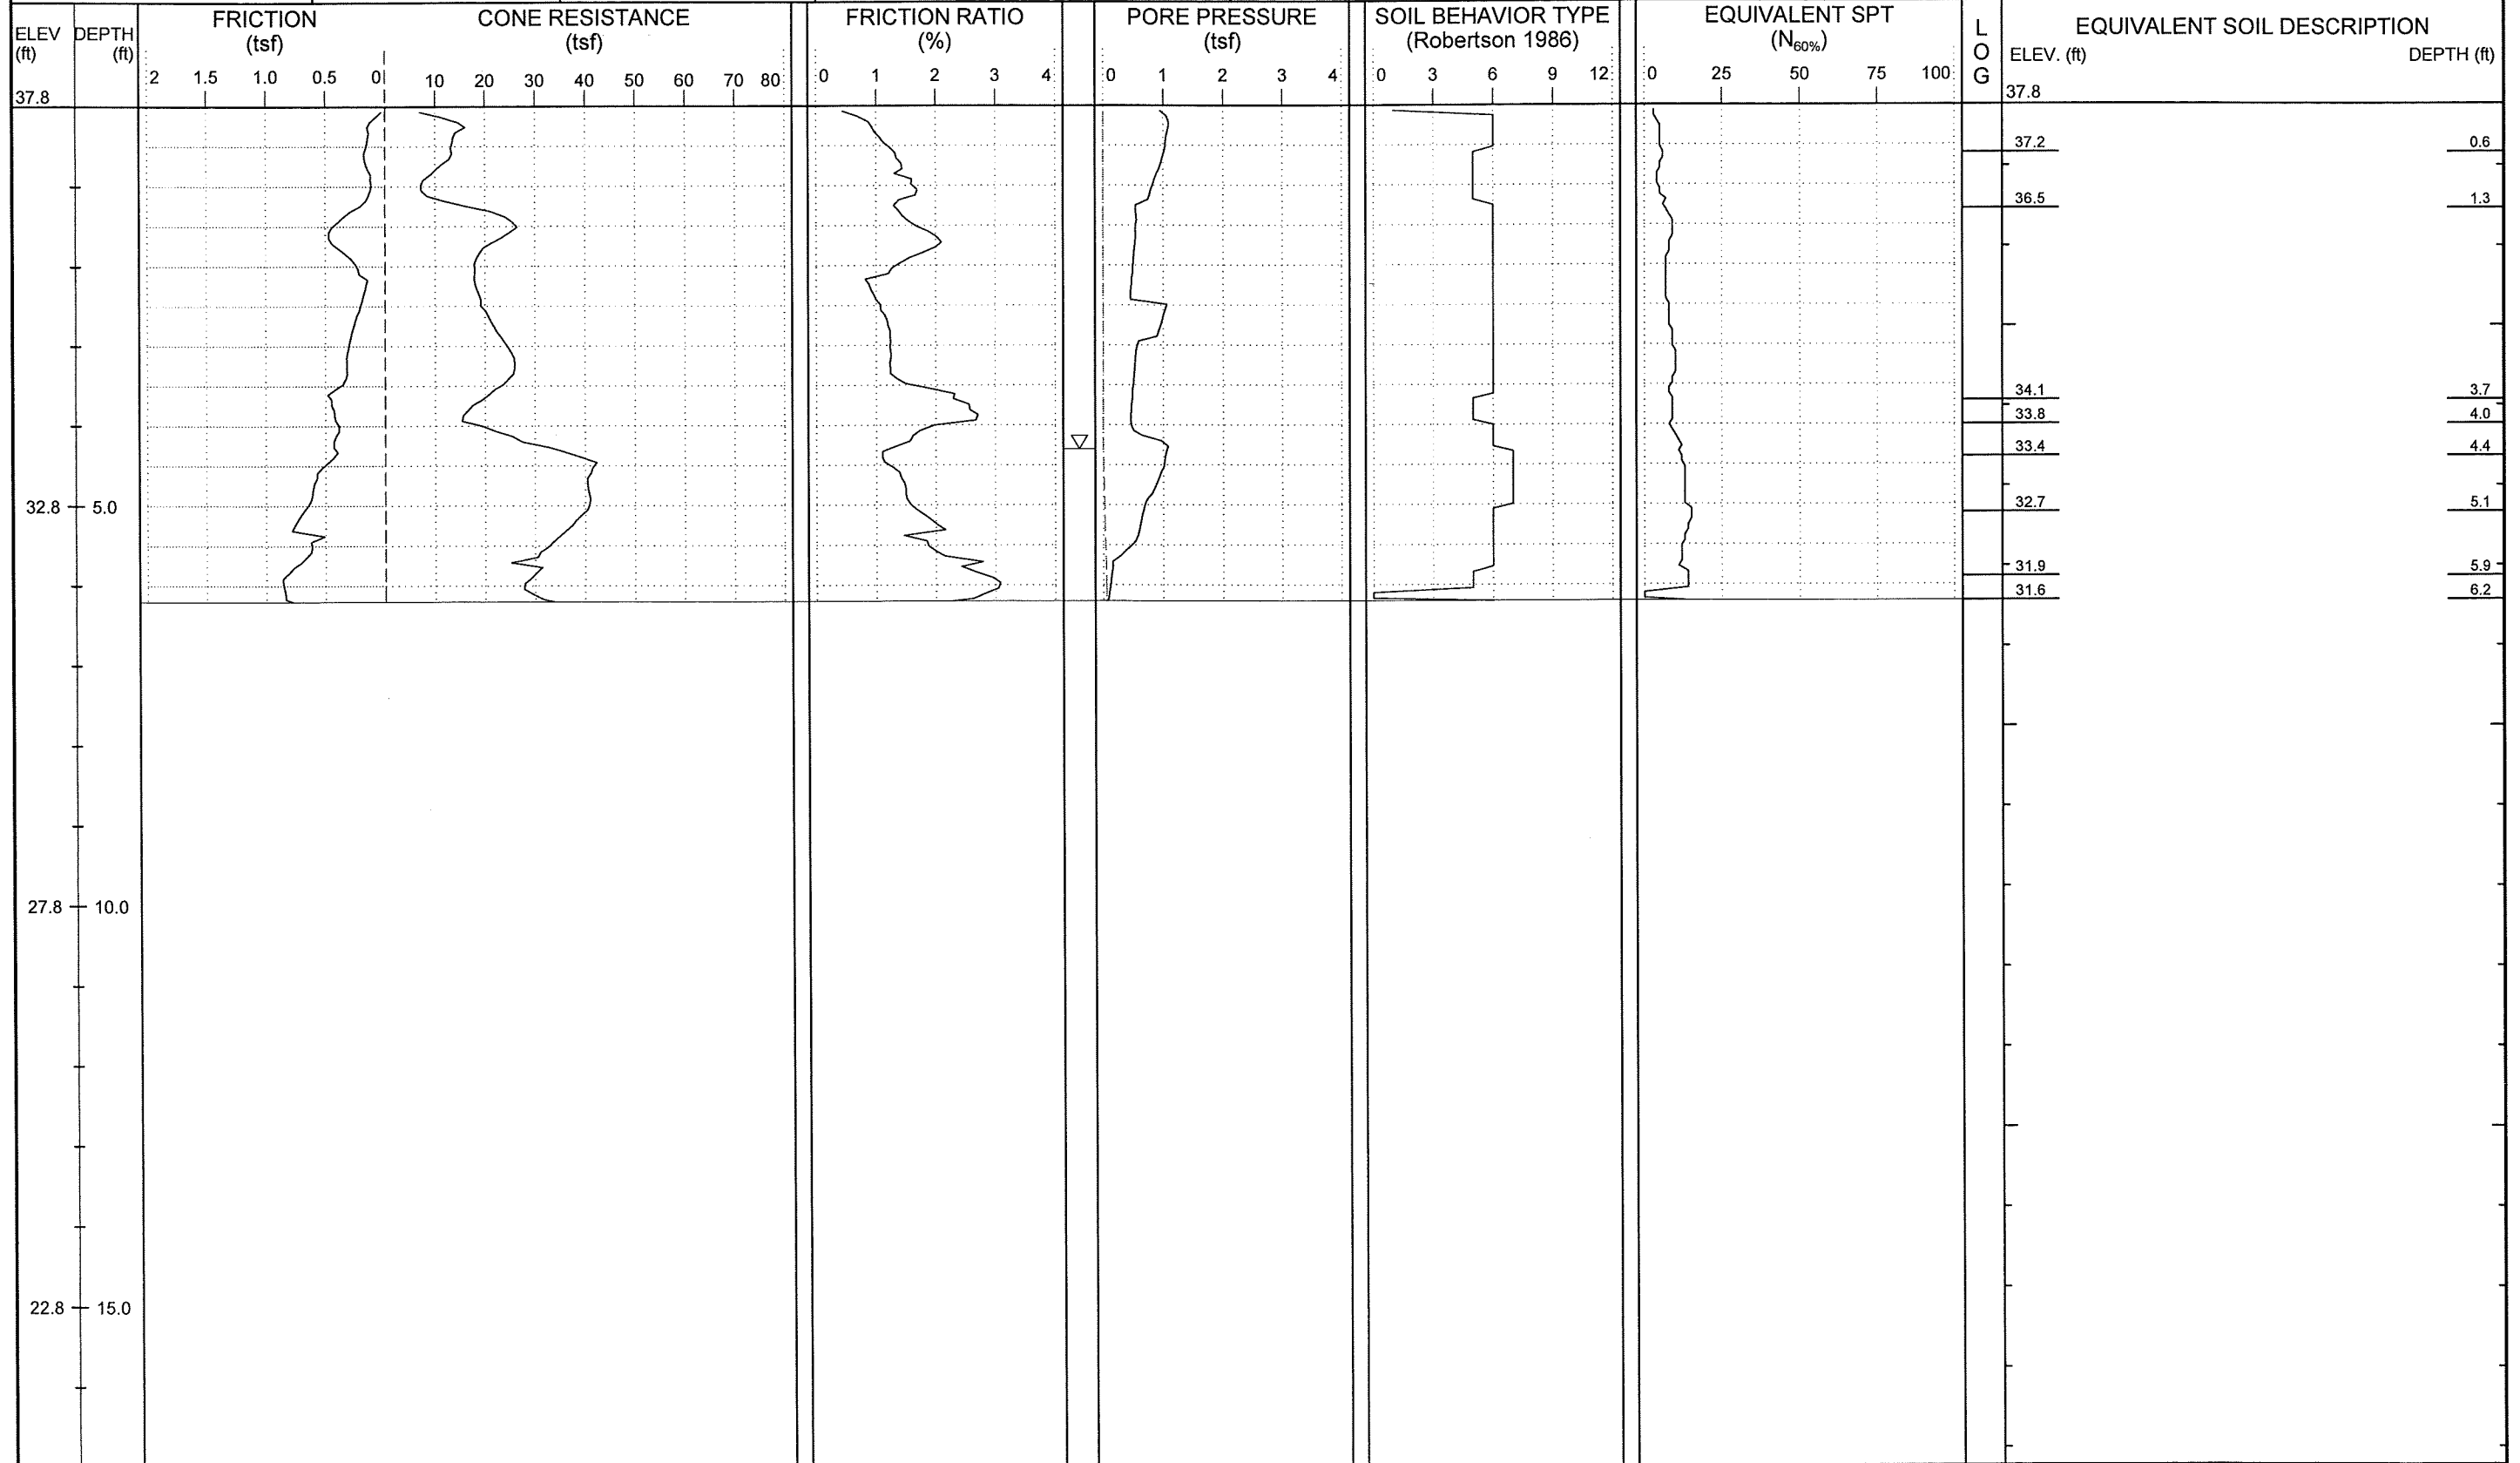 FRICTION CONE RESISTANCE FRICTION RATIO PORE PRESSURE SOIL BEHAVIOR TYPE EQUIVALENT SPT L EQUIVALENT SOIL DESCRIPTION
ELEV DEPTH (tsf) (tsf) (%) (tsf) (Robertson 1986) (N60%) O
(ft) (ft) G ELEV. (ft) DEPTH (ft)
2 1.5 1.0 0.5 0 10 20 30 40 50 60 70 80 0 1 2 3 4 0 1 2 3 4 0 3 6 9 12 0 25 50 75 100
37.8 37.8
37.2 0.6
36.5 1.3
34.1 3.7
33.8 4.0
33.4 4.4
32.8 5.0 32.7 5.1
31.9 5.9
31.6 6.2
27.8 10.0
22.8 15.0